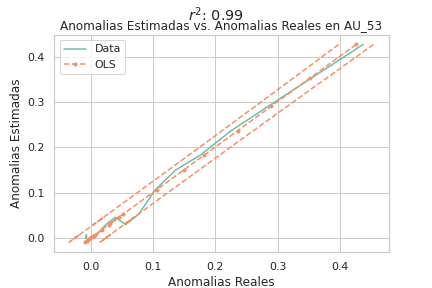 r²: 0.99
Anomalias Estimadas vs. Anomalias Reales en AU_53
Data
OLS
Anomalias Estimadas
0.4
0.3
0.2
0.1
0.0
0.0 0.1 0.2 0.3 0.4
Anomalias Reales